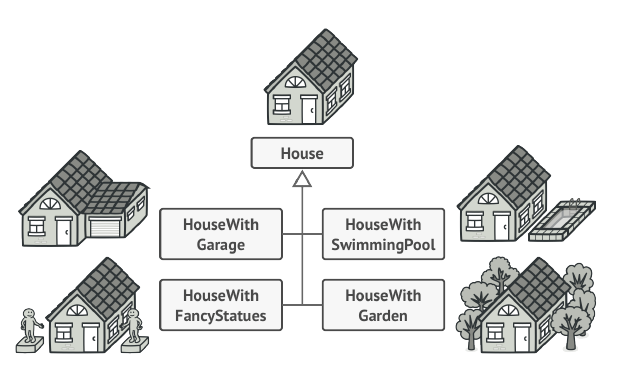 House
HouseWith
Garage
HouseWith
SwimmingPool
HouseWith
FancyStatues
HouseWith
Garden